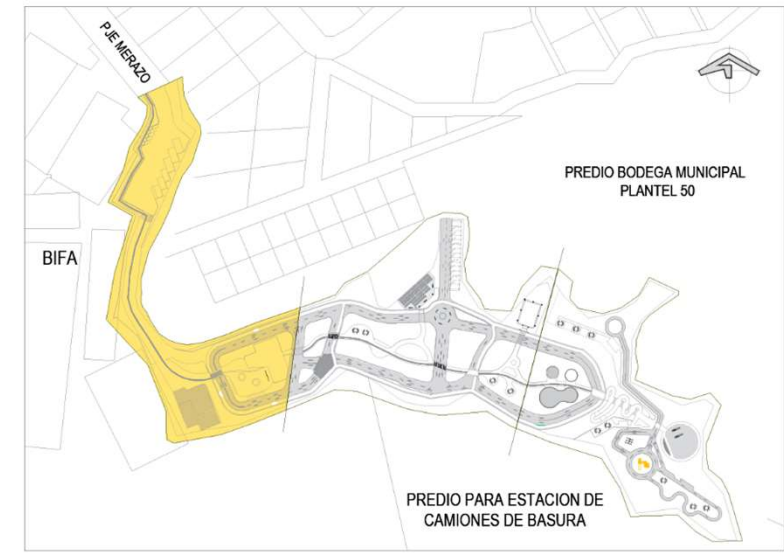 PJE MERAZO
PREDIO BODEGA MUNICIPAL
PLANTEL 50
BIFA
PREDIO PARA ESTACION DE
CAMIONES DE BASURA